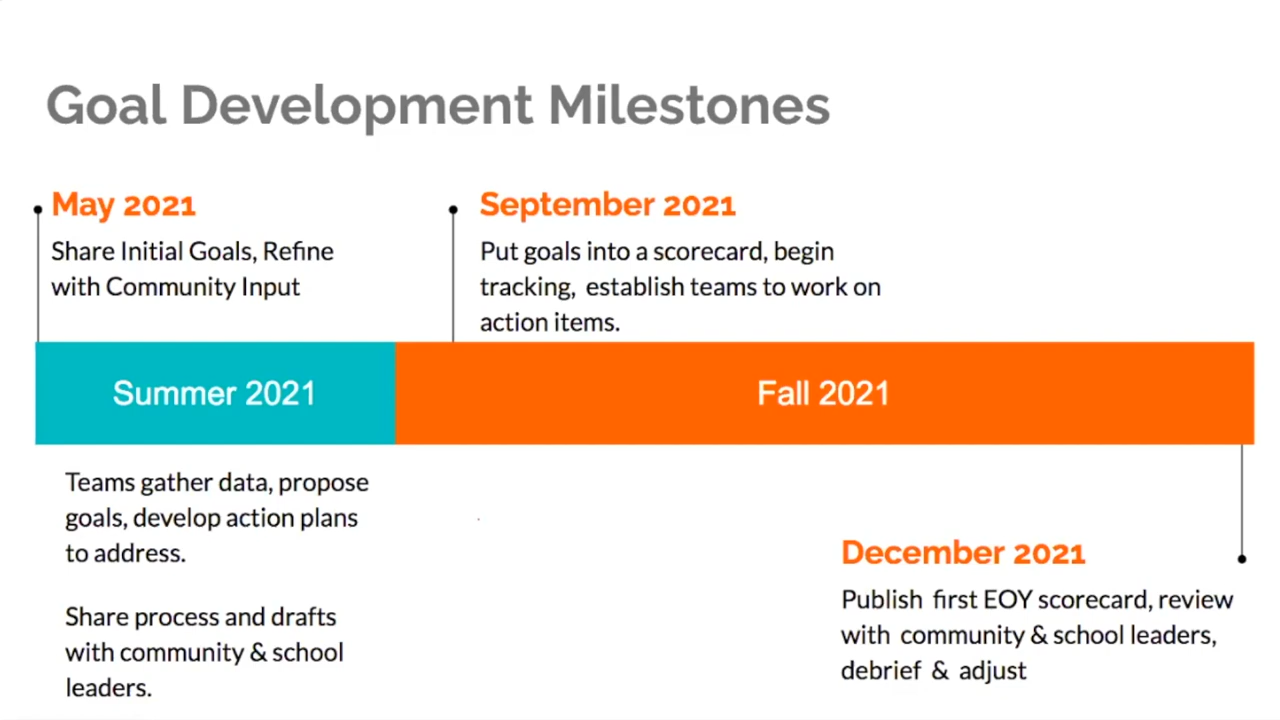 Goal Development Milestones
May 2021
Share Initial Goals, Refine
with Community Input
September 2021
Put goals into a scorecard, begin
tracking, establish teams to work on
action items.
Summer 2021
Fall 2021
Teams gather data, propose
goals, develop action plans
to address.
Share process and drafts
with community & school
leaders.
December 2021
Publish first EOY scorecard, review
with community & school leaders,
debrief & adjust